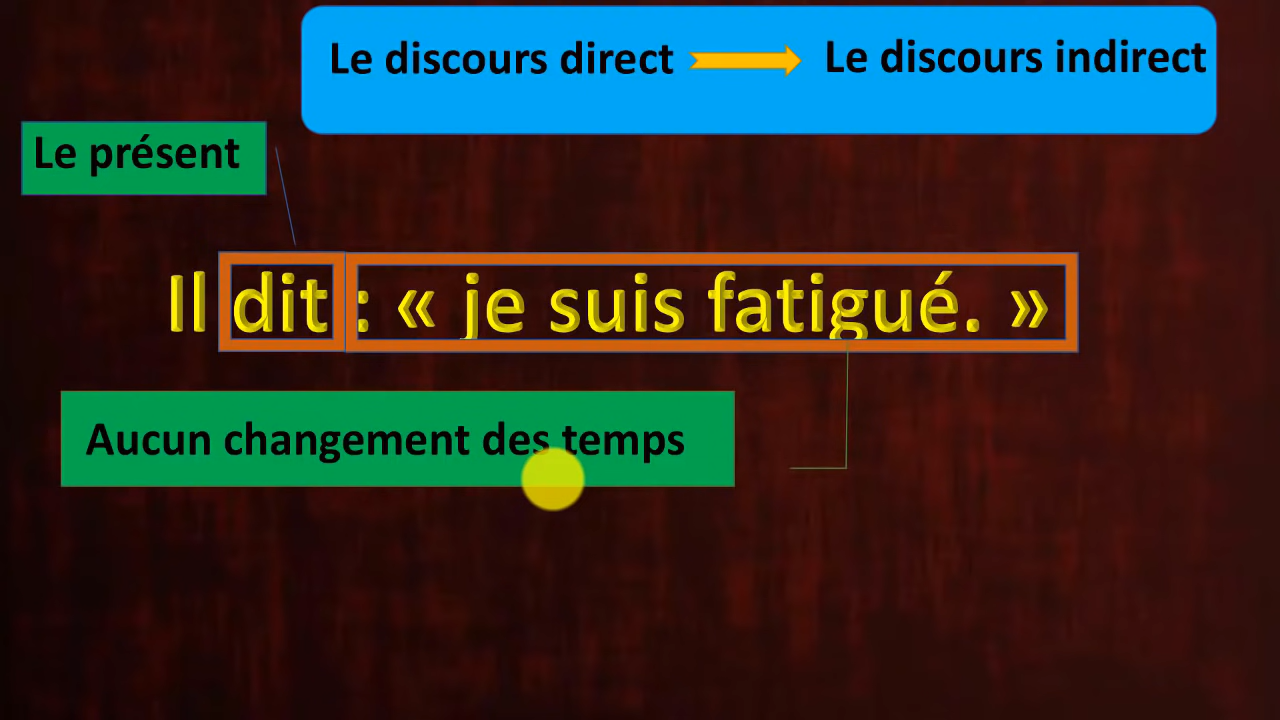 Le discours direct Le discours indirect
Le présent
Il dit : « je suis fatigué. »
Aucun changement des temps